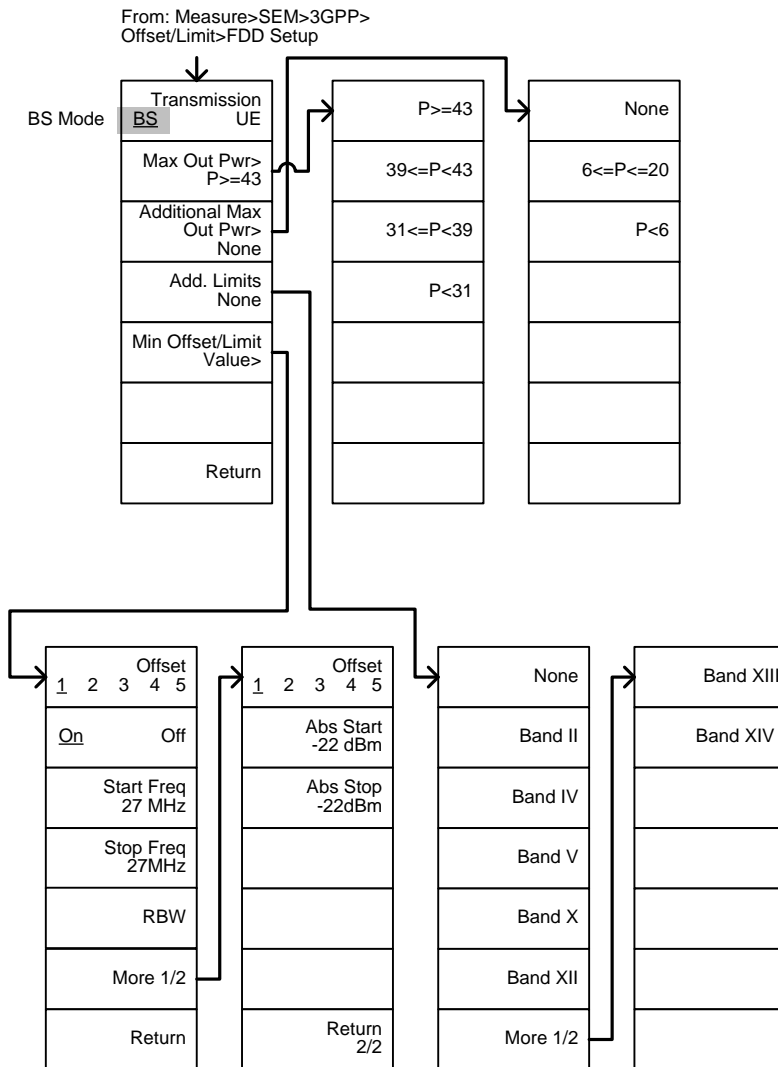 From: Measure>SEM>3GPP>
Offset/Limit>FDD Setup
BS Mode
Transmission
BS UE
Max Out Pwr>
P>=43
Additional Max
Out Pwr>
None
Add. Limits
None
Min Offset/Limit
Value>
Return
P>=43
39<=P<43
31<=P<39
P<31
None
6<=P<=20
P<6
Offset
1 2 3 4 5
On Off
Start Freq
27 MHz
Stop Freq
27MHz
RBW
More 1/2
Return
Offset
1 2 3 4 5
Abs Start
-22 dBm
Abs Stop
-22dBm
Return
2/2
None
Band II
Band IV
Band V
Band X
Band XII
More 1/2
Band XIII
Band XIV